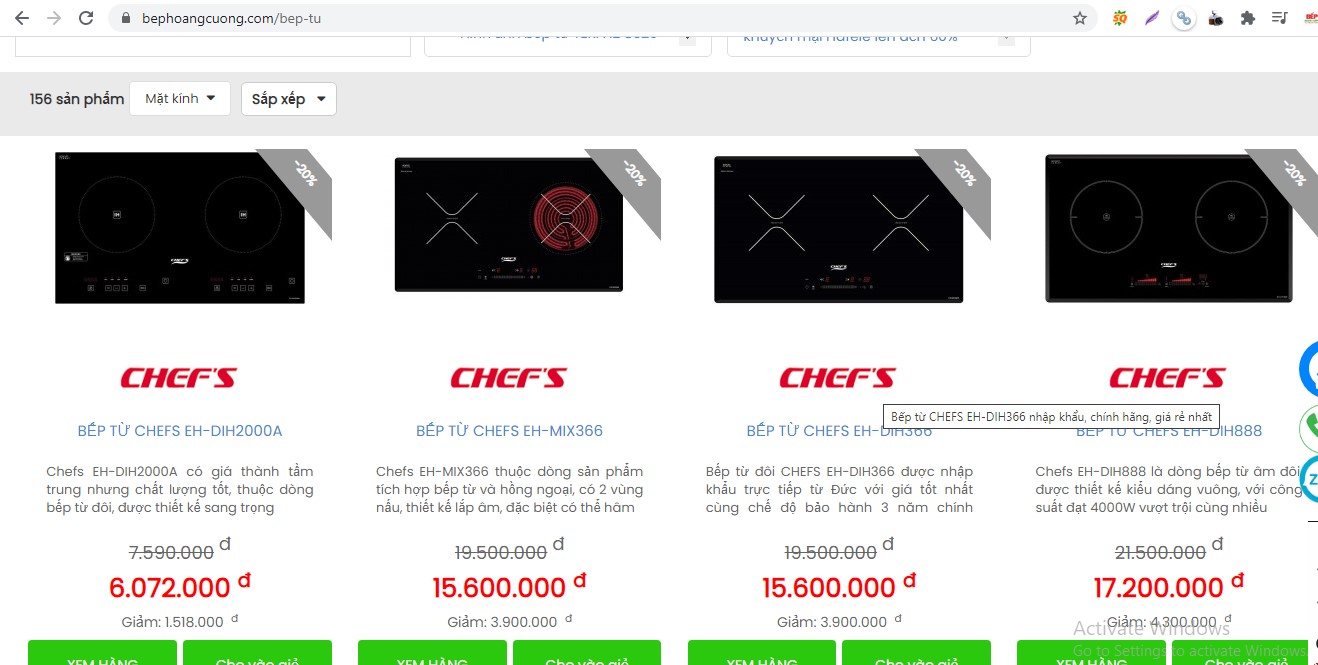 bephoangcuong.com/bep-tu
khuyến mại Hafele lên đến 60%
156 sản phẩm
Mặt kính
Sắp xếp
-20%
-20%
-20%
-20%
CHEF'S
CHEF'S
CHEF'S
CHEF'S
Bếp từ CHEFS EH-DIH366 nhập khẩu, chính hãng, giá rẻ nhất
BẾP TỪ CHEFS EH-DIH2000A
BẾP TỪ CHEFS EH-MIX366
BẾP TỪ CHEFS EH-DIH366
BẾP TỪ CHEFS EH-DIH888
Chefs EH-DIH2000A có giá thành tầm
trung nhưng chất lượng tốt, thuộc dòng
bếp từ đôi, được thiết kế sang trọng
Chefs EH-MIX366 thuộc dòng sản phẩm
tích hợp bếp từ và hồng ngoại, có 2 vùng
nấu, thiết kế lắp âm, đặc biệt có thể hâm
Bếp từ đôi CHEFS EH-DIH366 được nhập
khẩu trực tiếp từ Đức với giá tốt nhất
cùng chế độ bảo hành 3 năm chính
Chefs EH-DIH888 là dòng bếp từ âm đôi
được thiết kế kiểu dáng vuông, với công
suất đạt 4000W vượt trội cùng nhiều
7.590.000 đ
19.500.000 đ
19.500.000 đ
21.500.000 đ
6.072.000 đ
15.600.000 đ
15.600.000 đ
17.200.000 đ
Giảm: 1.518.000 đ
Giảm: 3.900.000 đ
Giảm: 3.900.000 đ
Giảm: 4.300.000 đ
Activate Windows
Go to Settings to activate Windows.
XEM HÀNG
Cho vào giỏ
XEM HÀNG
Cho vào giỏ
XEM HÀNG
Cho vào giỏ
XEM HÀNG
Cho vào giỏ